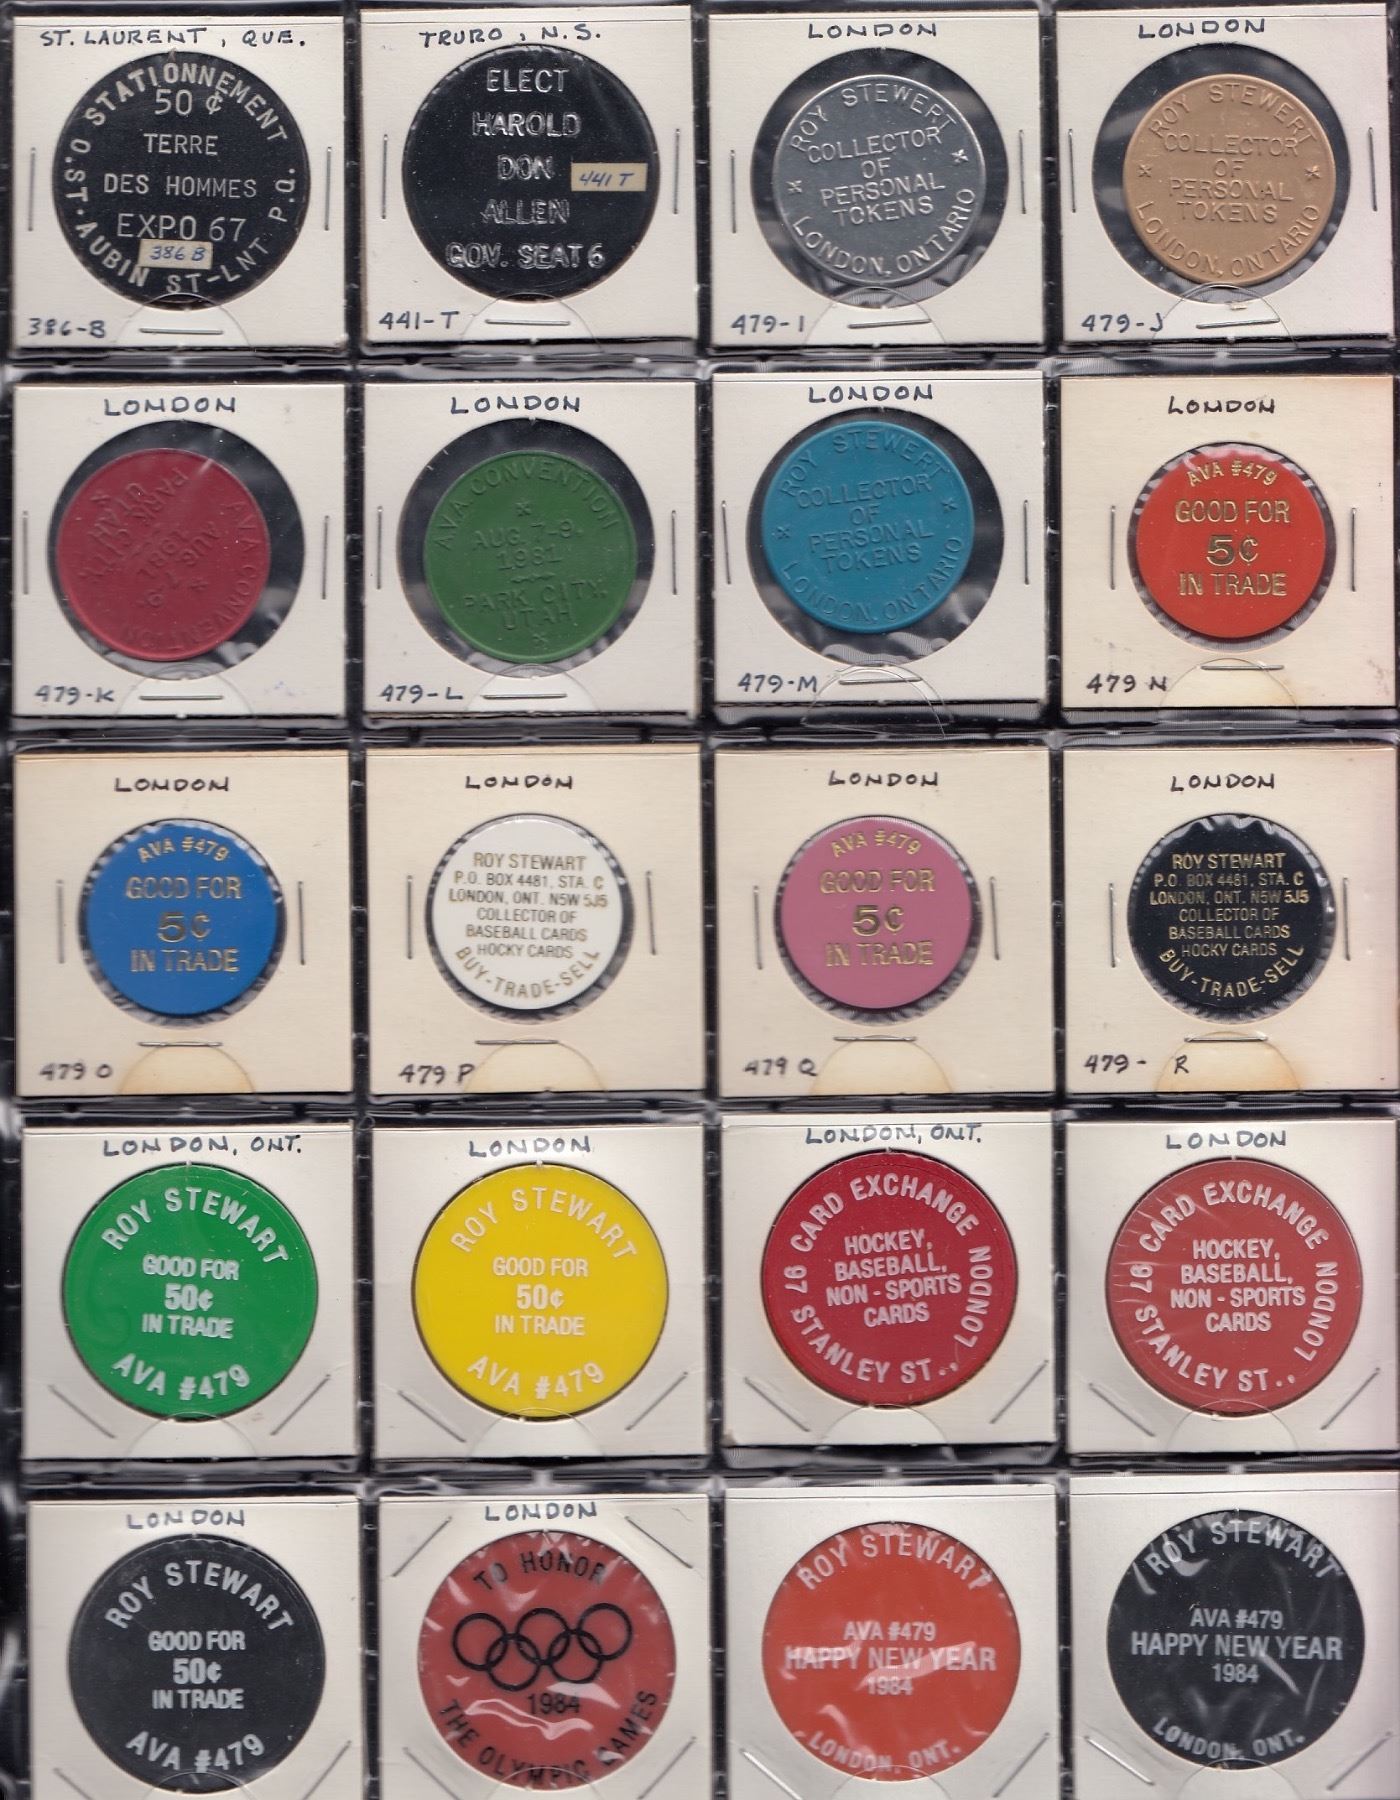 ST. LAURENT, QUE.
O.ST-AUBIN STATIONNEMENT ST-LNT P.Q.
50 ¢
TERRE
DES HOMMES
EXPO 67
386 B
386-B
TRURO, N.S.
ELECT
HAROLD
DON
ALLEN
GOV. SEAT 6
441 T
441-T
LONDON
ROY STEWERT
COLLECTOR
OF
PERSONAL
TOKENS
LONDON, ONTARIO
479-I
LONDON
ROY STEWERT
COLLECTOR
OF
PERSONAL
TOKENS
LONDON, ONTARIO
479-J
LONDON
A.V.A. CONVENTION
AUG. 7-9
1981
PARK CITY,
UTAH
479-K
LONDON
A.V.A. CONVENTION
AUG. 7-9
1981
PARK CITY,
UTAH
479-L
LONDON
ROY STEWERT
COLLECTOR
OF
PERSONAL
TOKENS
LONDON, ONTARIO
479-M
LONDON
AVA #479
GOOD FOR
5¢
IN TRADE
479 N
LONDON
AVA #479
GOOD FOR
5¢
IN TRADE
479 O
LONDON
ROY STEWART
P.O. BOX 4481, STA. C
LONDON, ONT. N5W 5J5
COLLECTOR OF
BASEBALL CARDS
HOCKY CARDS
BUY-TRADE-SELL
479 P
LONDON
AVA #479
GOOD FOR
5¢
IN TRADE
479 Q
LONDON
ROY STEWART
P.O. BOX 4481, STA. C
LONDON, ONT. N5W 5J5
COLLECTOR OF
BASEBALL CARDS
HOCKY CARDS
BUY-TRADE-SELL
479- R
LONDON, ONT.
ROY STEWART
GOOD FOR
50¢
IN TRADE
AVA #479
LONDON
ROY STEWART
GOOD FOR
50¢
IN TRADE
AVA #479
LONDON, ONT.
CARD EXCHANGE
HOCKEY,
BASEBALL,
NON - SPORTS
CARDS
97 STANLEY ST., LONDON
LONDON
CARD EXCHANGE
HOCKEY,
BASEBALL,
NON - SPORTS
CARDS
97 STANLEY ST., LONDON
LONDON
ROY STEWART
GOOD FOR
50¢
IN TRADE
AVA #479
LONDON
TO HONOR
1984
THE OLYMPIC GAMES
ROY STEWART
AVA #479
HAPPY NEW YEAR
1984
LONDON, ONT.
ROY STEWART
AVA #479
HAPPY NEW YEAR
1984
LONDON, ONT.